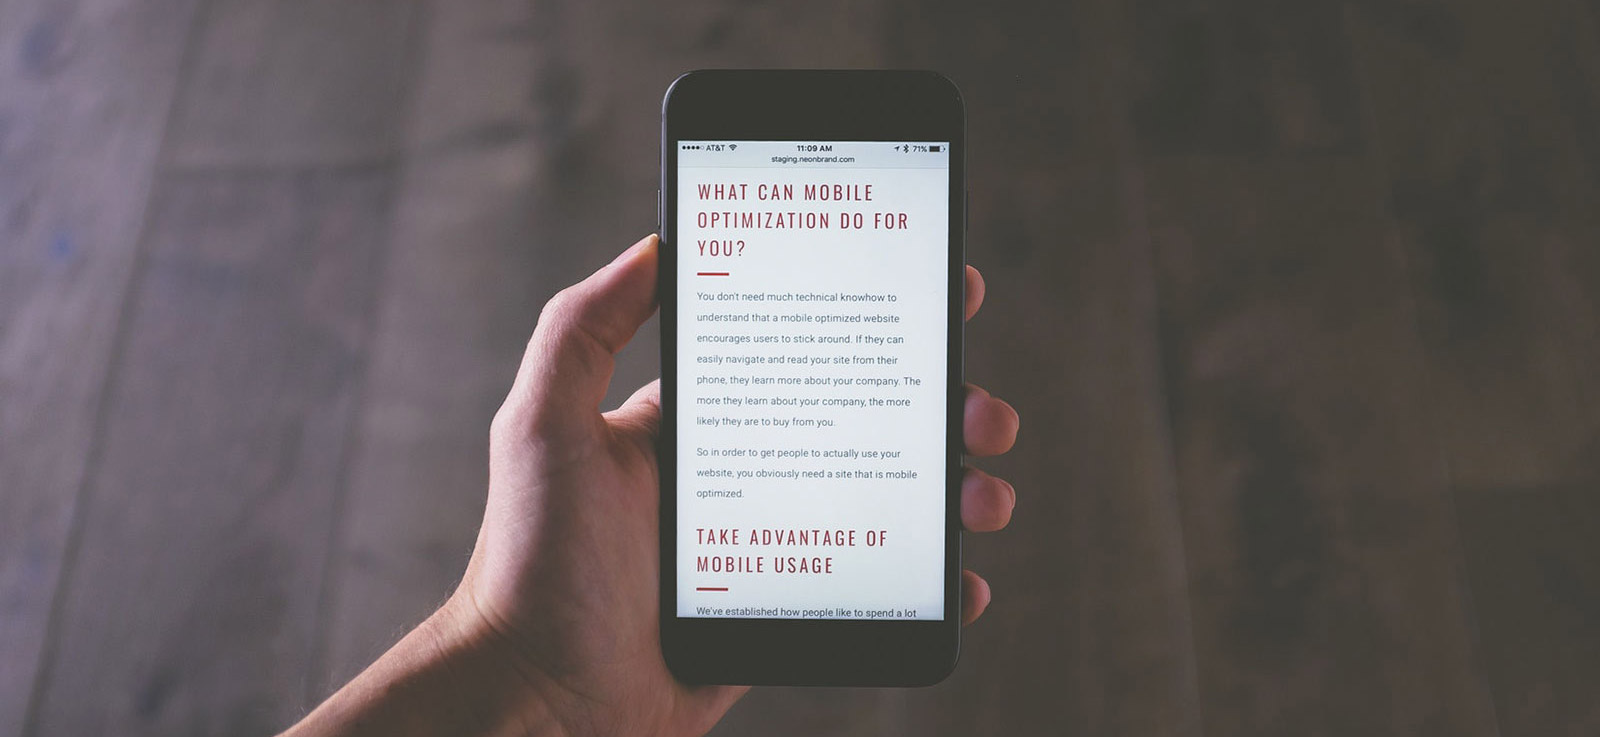 AT&T 11:09 AM 71%
staging.neonbrand.com
WHAT CAN MOBILE
OPTIMIZATION DO FOR
YOU?
You don't need much technical knowhow to
understand that a mobile optimized website
encourages users to stick around. If they can
easily navigate and read your site from their
phone, they learn more about your company. The
more they learn about your company, the more
likely they are to buy from you.
So in order to get people to actually use your
website, you obviously need a site that is mobile
optimized.
TAKE ADVANTAGE OF
MOBILE USAGE
We've established how people like to spend a lot